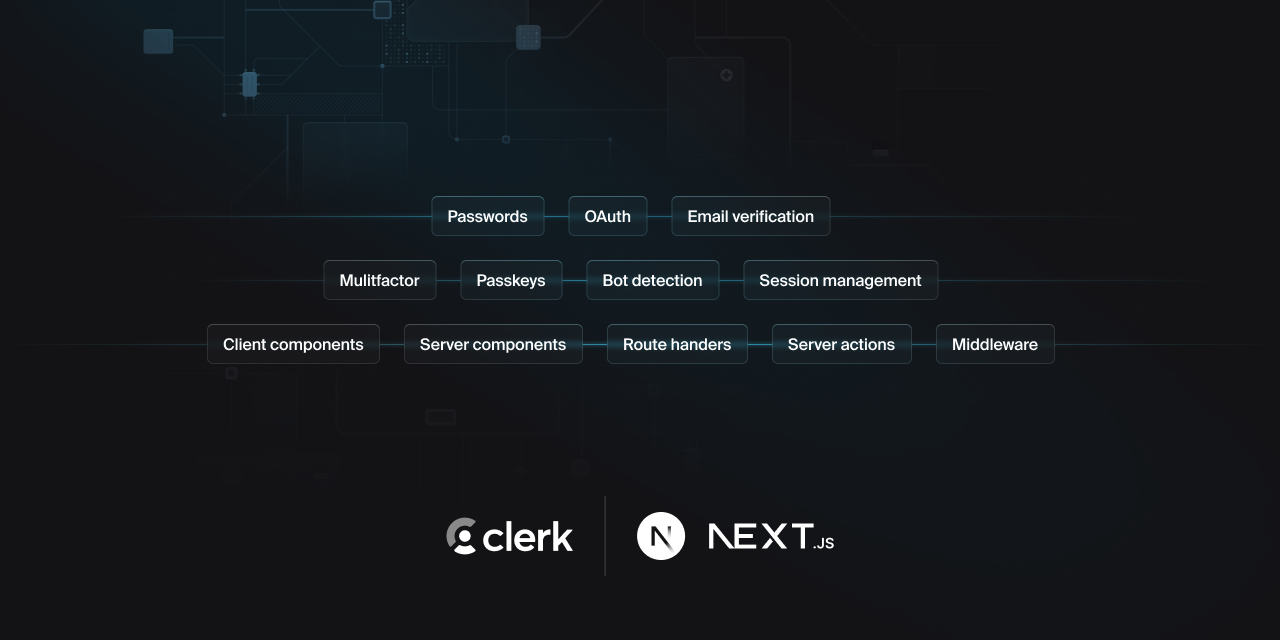 Passwords OAuth Email verification
Mulitfactor Passkeys Bot detection Session management
Client components Server components Route handers Server actions Middleware
clerk N NEXT.JS